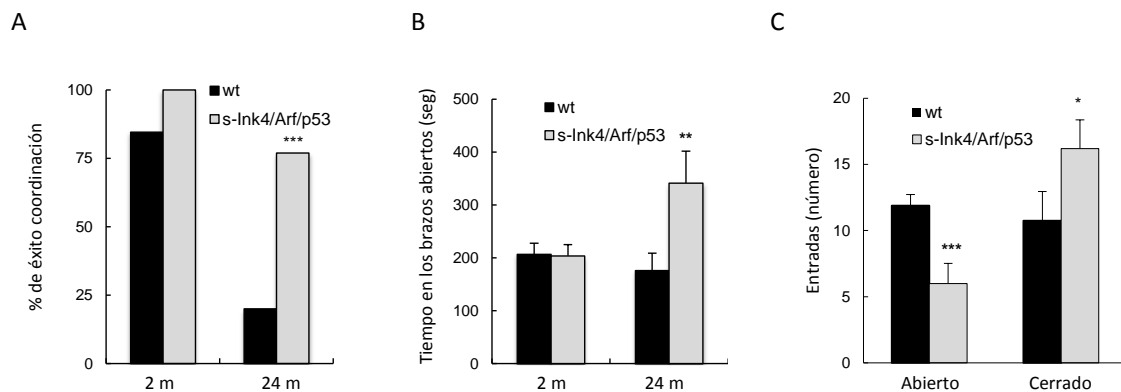 A
% de éxito coordinación
100
75
50
25
0
wt
s-Ink4/Arf/p53
***
2 m
24 m
B
Tiempo en los brazos abiertos (seg)
500
400
300
200
100
0
wt
s-Ink4/Arf/p53
**
2 m
24 m
C
Entradas (número)
20
15
10
5
0
wt
s-Ink4/Arf/p53
*
***
Abierto
Cerrado